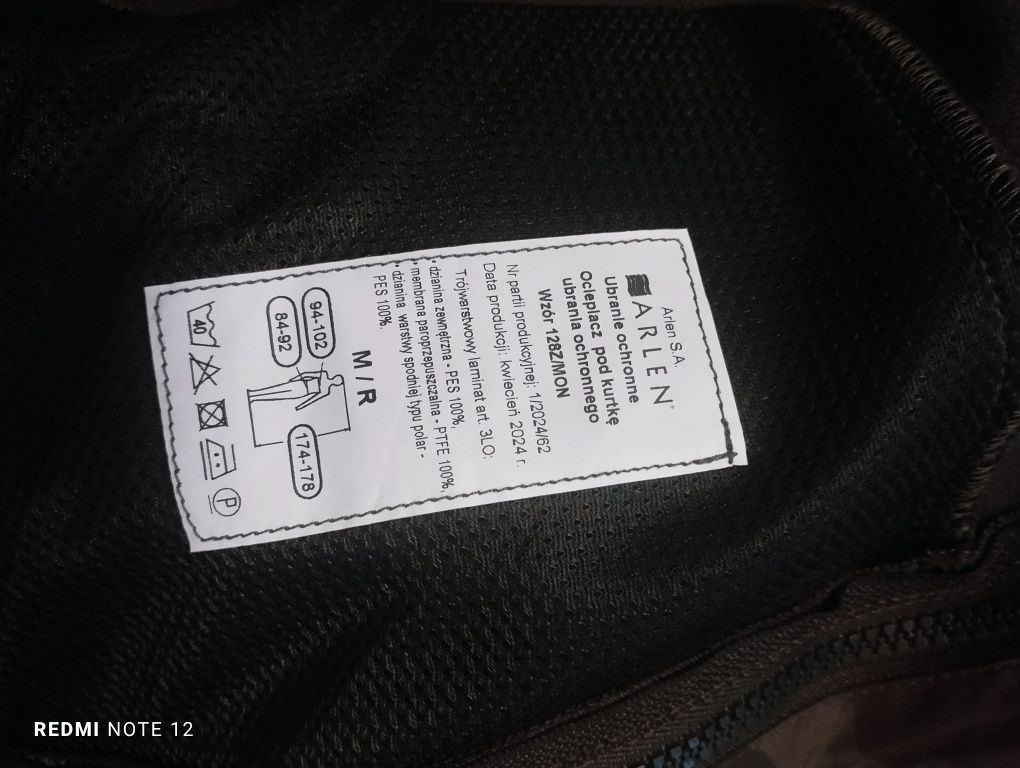 Arlen S.A.
ARLEN®
Ubranie ochronne
Ocieplacz pod kurtkę
ubrania ochronnego
Wzór 128Z/MON
Nr partii produkcyjnej: 1/2024/62
Data produkcji: kwiecień 2024 r.
Trójwarstwowy laminat art. 3LO:
* dzianina zewnętrzna - PES 100%,
* membrana paroprzepuszczalna - PTFE 100%,
* dzianina warstwy spodniej typu polar -
PES 100%.
M / R
94-102
84-92
174-178
40
P
REDMI NOTE 12